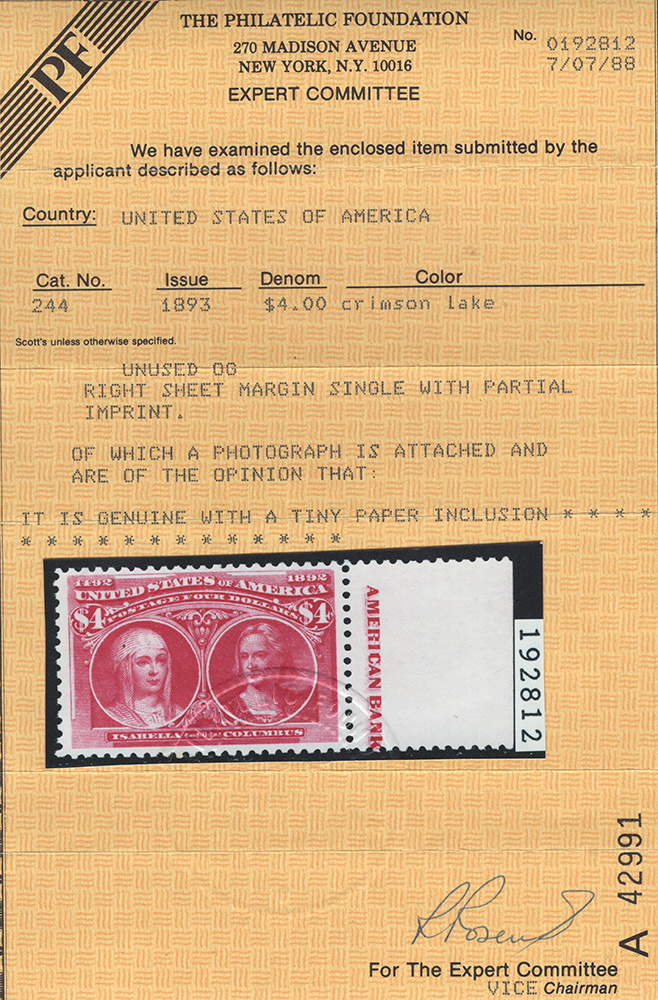 PF
THE PHILATELIC FOUNDATION
270 MADISON AVENUE
NEW YORK, N.Y. 10016
EXPERT COMMITTEE
No. 0192812
7/07/88
We have examined the enclosed item submitted by the
applicant described as follows:
Country: UNITED STATES OF AMERICA
Cat. No. Issue Denom Color
244 1893 $4.00 crimson lake
Scott's unless otherwise specified.
UNUSED OG
RIGHT SHEET MARGIN SINGLE WITH PARTIAL
IMPRINT.
OF WHICH A PHOTOGRAPH IS ATTACHED AND
ARE OF THE OPINION THAT:
IT IS GENUINE WITH A TINY PAPER INCLUSION * * * *
* * * * * * * * * * * * *
1492 1892
UNITED STATES OF AMERICA
$4 POSTAGE FOUR DOLLARS $4
ISABELLA COLUMBUS
AMERICAN BANK
192812
A 42991
For The Expert Committee
VICE Chairman